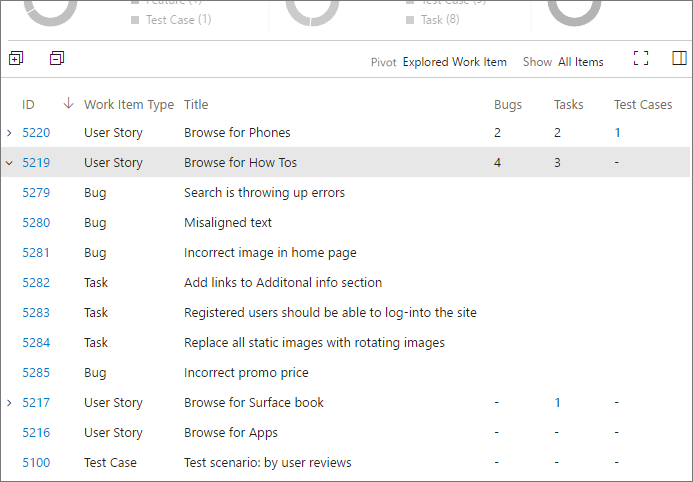 Feature (1)
Test Case (1)
Test Case (5)
Task (8)
Pivot Explored Work Item Show All Items
ID Work Item Type Title Bugs Tasks Test Cases
5220 User Story Browse for Phones 2 2 1
5219 User Story Browse for How Tos 4 3 -
5279 Bug Search is throwing up errors
5280 Bug Misaligned text
5281 Bug Incorrect image in home page
5282 Task Add links to Additonal info section
5283 Task Registered users should be able to log-into the site
5284 Task Replace all static images with rotating images
5285 Bug Incorrect promo price
5217 User Story Browse for Surface book - 1 -
5216 User Story Browse for Apps - - -
5100 Test Case Test scenario: by user reviews - - -